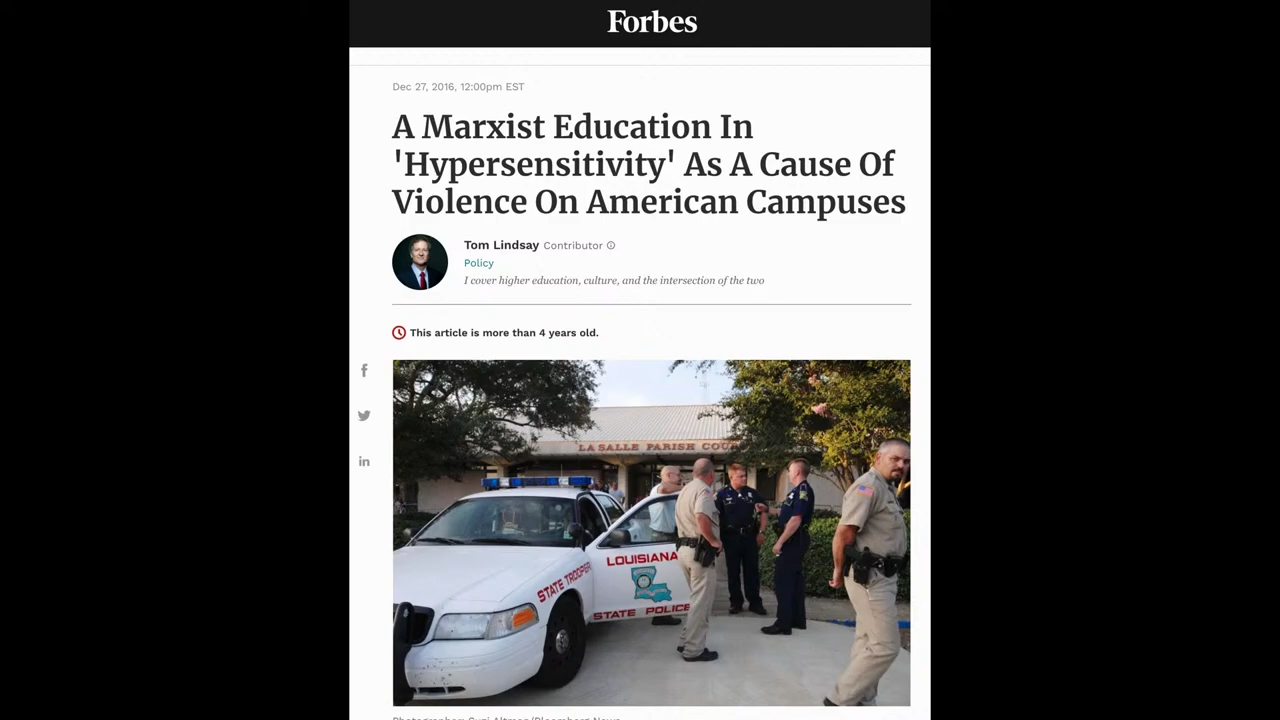 Forbes
Dec 27, 2016, 12:00pm EST
A Marxist Education In
'Hypersensitivity' As A Cause Of
Violence On American Campuses
Tom Lindsay Contributor
Policy
I cover higher education, culture, and the intersection of the two
This article is more than 4 years old.
LA SALLE PARISH COU
LOUISIANA
STATE TROOPER
STATE POLICE